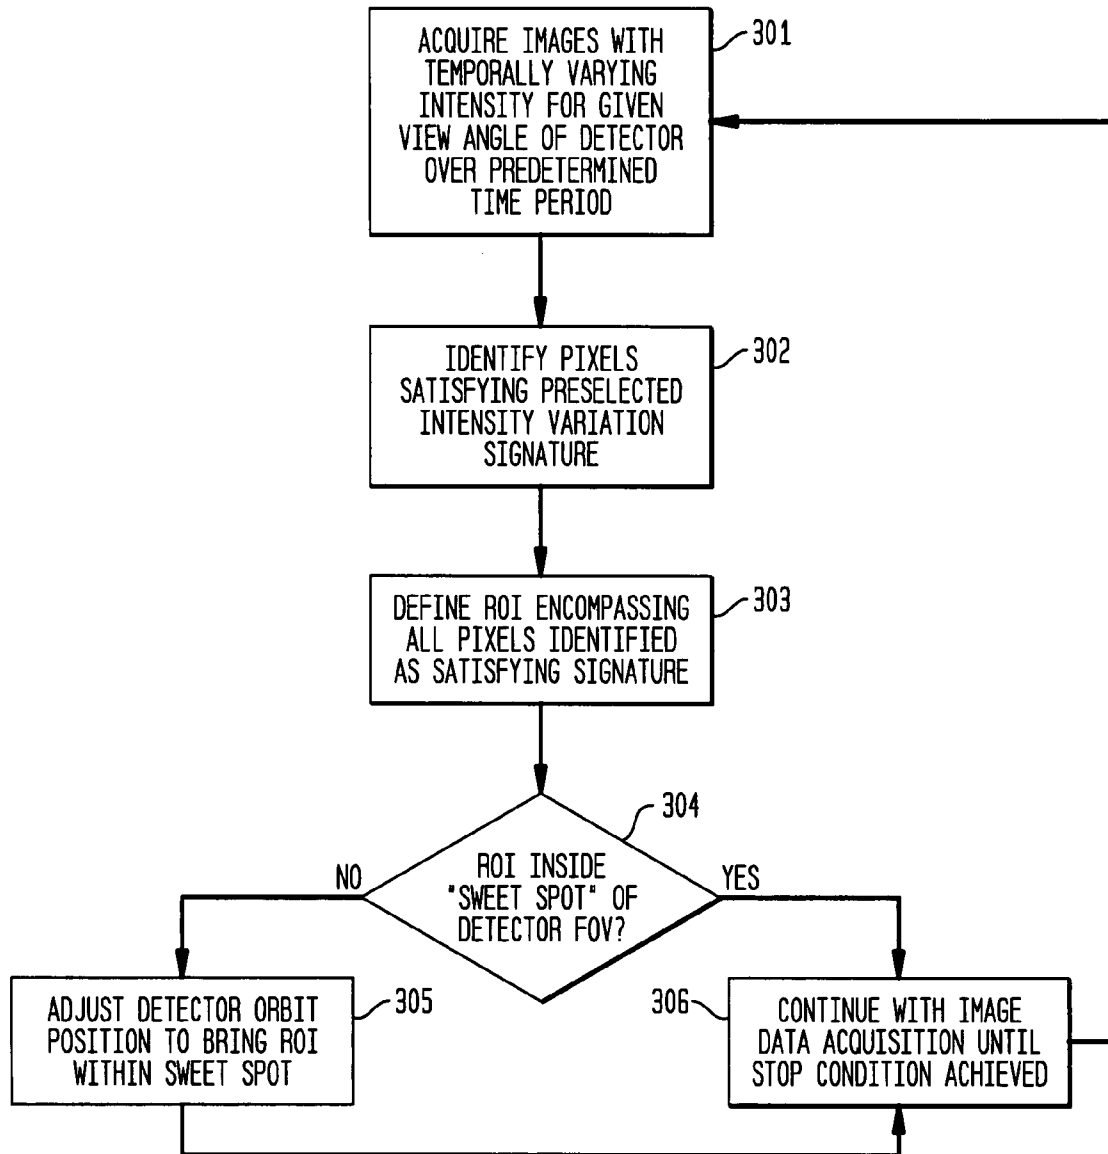 ACQUIRE IMAGES WITH
TEMPORALLY VARYING
INTENSITY FOR GIVEN
VIEW ANGLE OF DETECTOR
OVER PREDETERMINED
TIME PERIOD
301
IDENTIFY PIXELS
SATISFYING PRESELECTED
INTENSITY VARIATION
SIGNATURE
302
DEFINE ROI ENCOMPASSING
ALL PIXELS IDENTIFIED
AS SATISFYING SIGNATURE
303
304
ROI INSIDE
"SWEET SPOT" OF
DETECTOR FOV?
NO
YES
ADJUST DETECTOR ORBIT
POSITION TO BRING ROI
WITHIN SWEET SPOT
305
306
CONTINUE WITH IMAGE
DATA ACQUISITION UNTIL
STOP CONDITION ACHIEVED